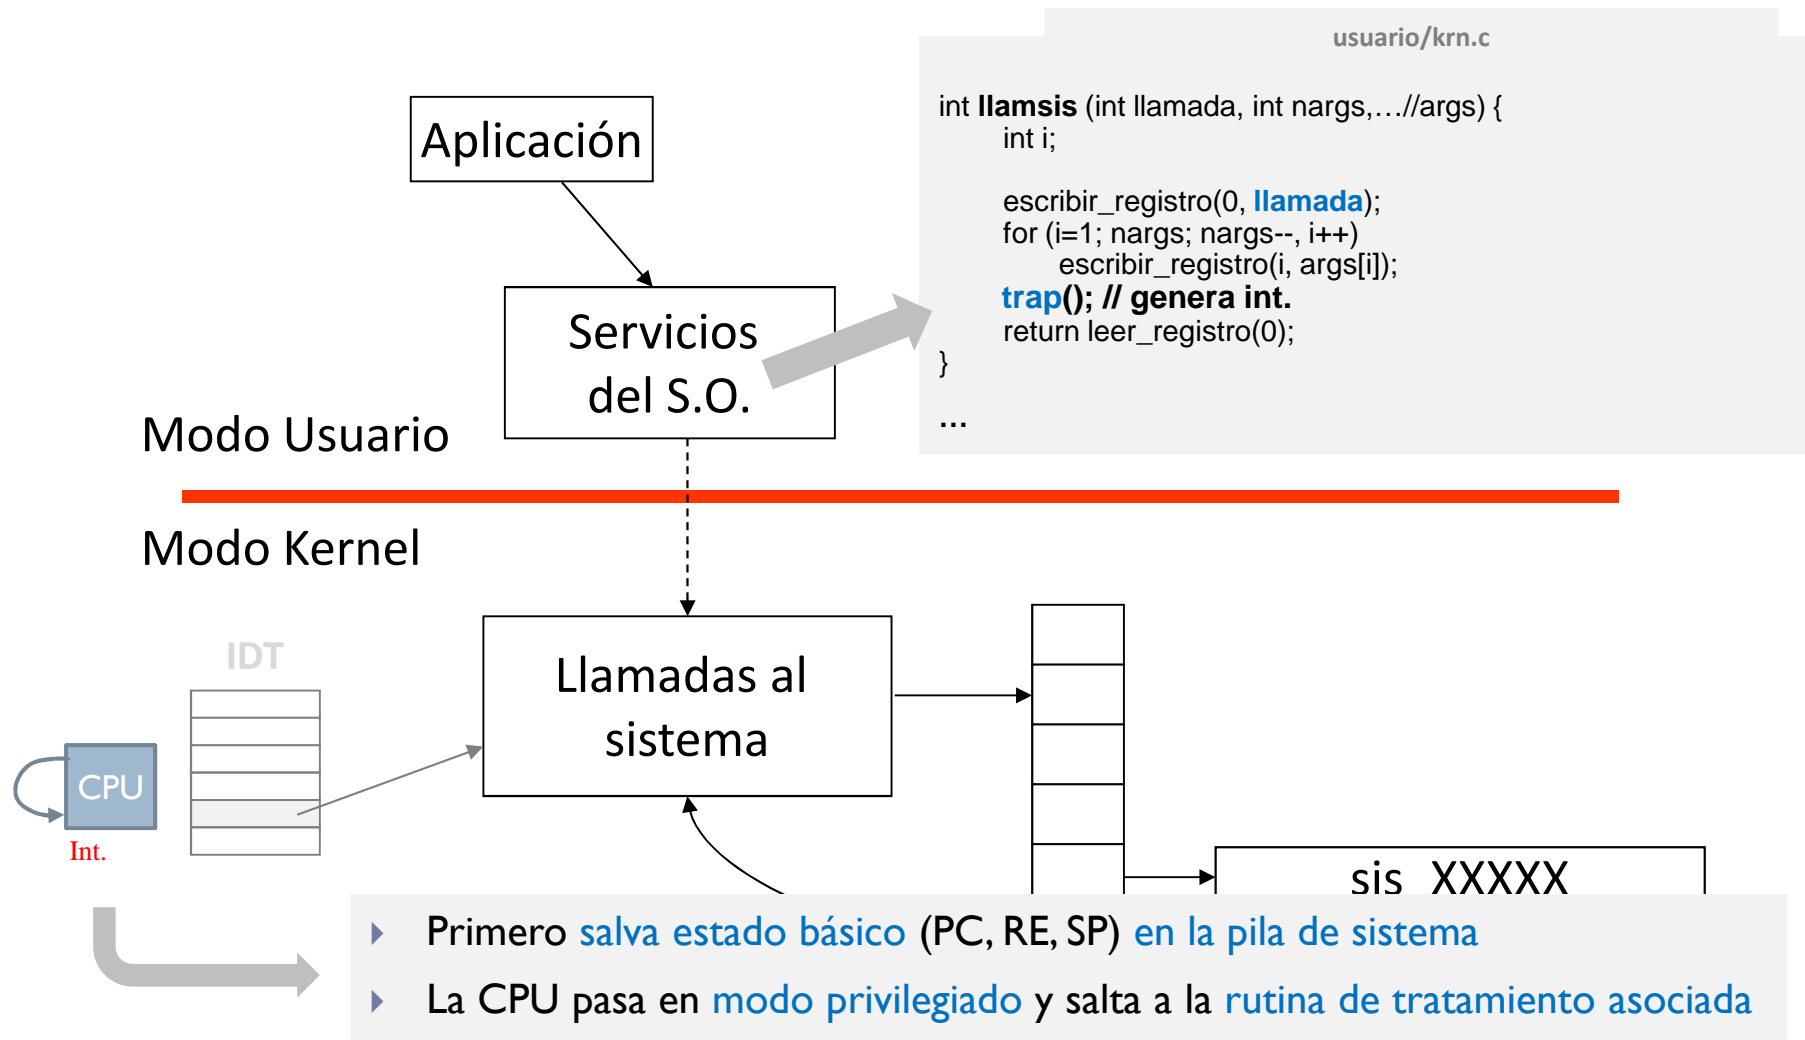 usuario/krn.c
int llamsis (int llamada, int nargs,…//args) {
int i;
escribir_registro(0, llamada);
for (i=1; nargs; nargs--, i++)
escribir_registro(i, args[i]);
trap(); // genera int.
return leer_registro(0);
}
…
Aplicación
Servicios
del S.O.
Modo Usuario
Modo Kernel
IDT
Llamadas al
sistema
CPU
Int.
sis_XXXXX
Primero salva estado básico (PC, RE, SP) en la pila de sistema
La CPU pasa en modo privilegiado y salta a la rutina de tratamiento asociada